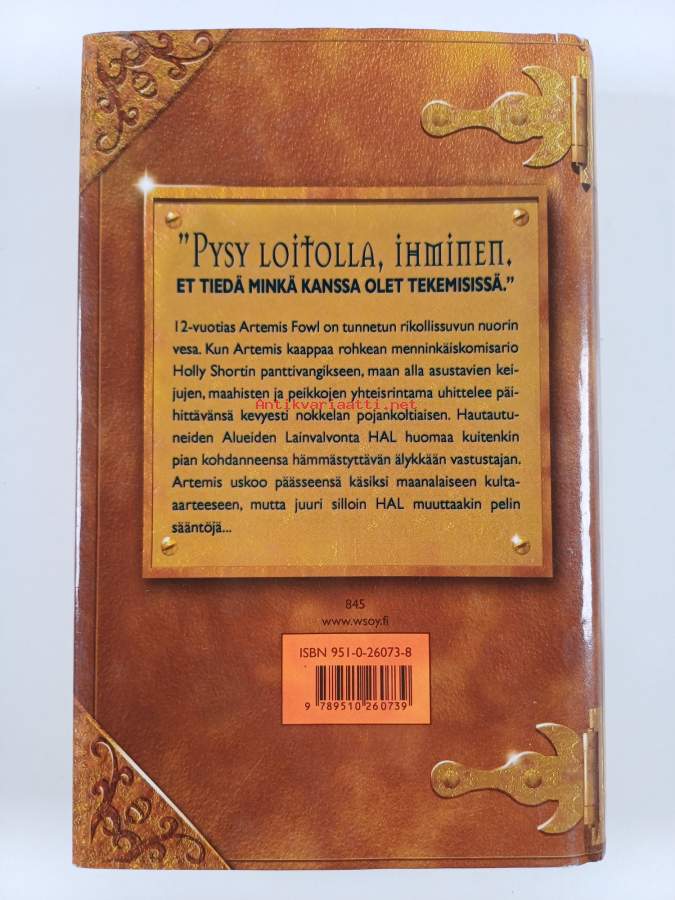 "Pysy loitolla, ihminen.
ET TIEDÄ MINKÄ KANSSA OLET TEKEMISISSÄ."
12-vuotias Artemis Fowl on tunnetun rikollissuvun nuorin
vesa. Kun Artemis kaappaa rohkean menninkäiskomisario
Holly Shortin panttivangikseen, maan alla asustavien kei-
jujen, maahisten ja peikkojen yhteisrintama uhittelee päi-
Antikvariaatti.net
hittävänsä kevyesti nokkelan pojankoltiaisen. Hautautu-
neiden Alueiden Lainvalvonta HAL huomaa kuitenkin
pian kohdanneensa hämmästyttävän älykkään vastustajan.
Artemis uskoo päässeensä käsiksi maanalaiseen kulta-
aarteeseen, mutta juuri silloin HAL muuttaakin pelin
sääntöjä...
845
www.wsoy.fi
ISBN 951-0-26073-8
9 789510 260739